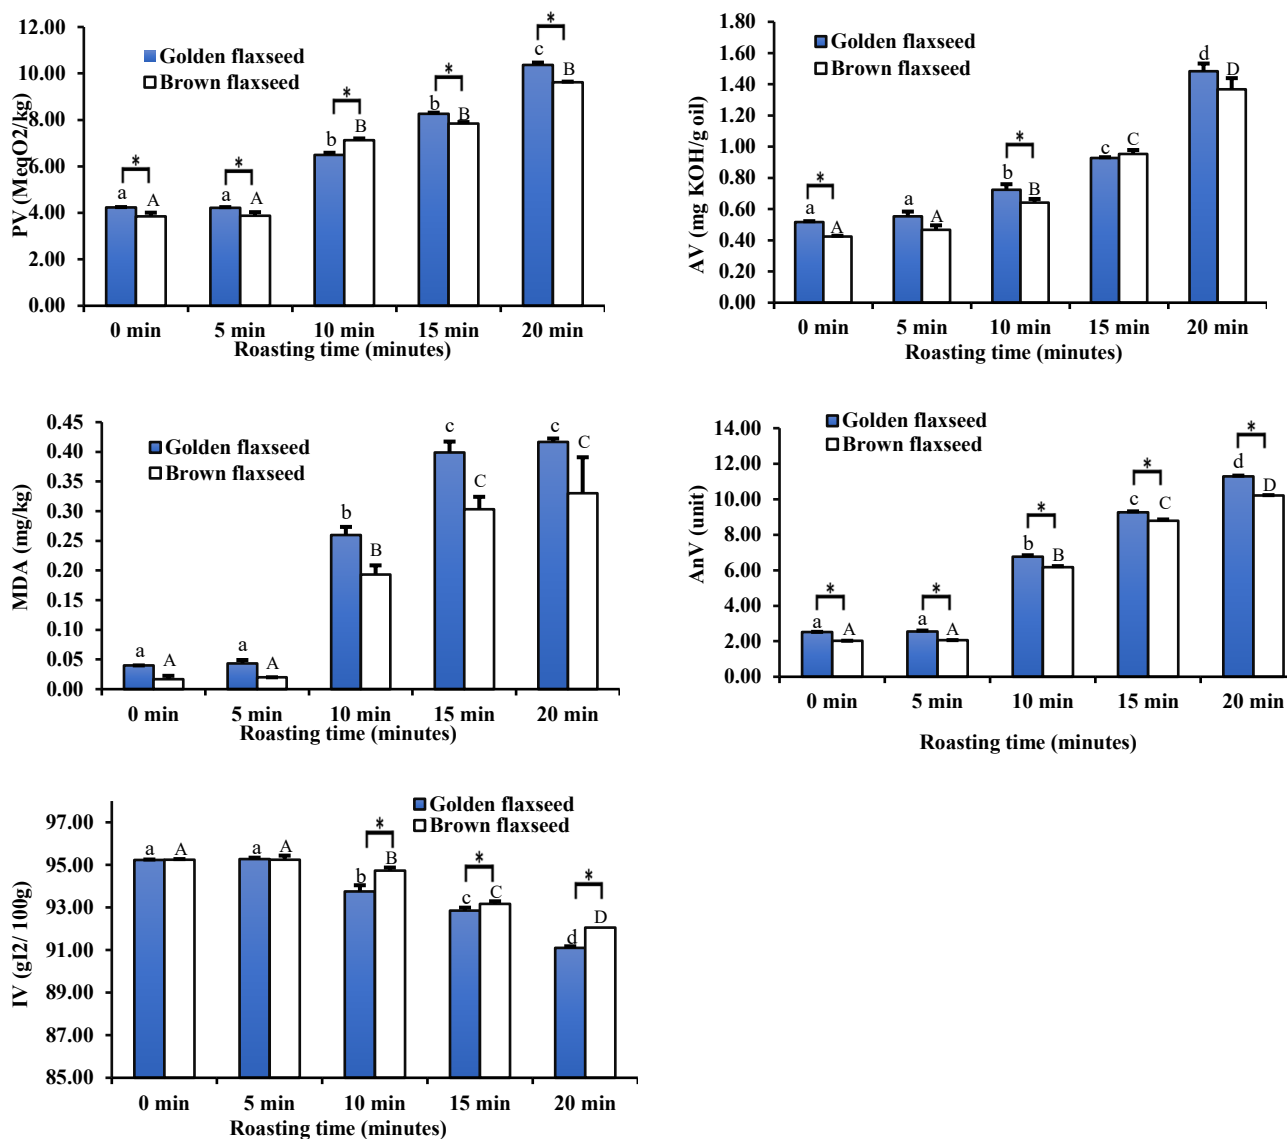 12.00
10.00
8.00
6.00
4.00
2.00
0.00
PV (MeqO2/kg)
Golden flaxseed
Brown flaxseed
* * * * *
a A a A b B b B c B
0 min 5 min 10 min 15 min 20 min
Roasting time (minutes)
1.80
1.60
1.40
1.20
1.00
0.80
0.60
0.40
0.20
0.00
AV (mg KOH/g oil)
Golden flaxseed
Brown flaxseed
* *
a A a A b B c C d D
0 min 5 min 10 min 15 min 20 min
Roasting time (minutes)
0.45
0.40
0.35
0.30
0.25
0.20
0.15
0.10
0.05
0.00
MDA (mg/kg)
Golden flaxseed
Brown flaxseed
a A a A b B c C c C
0 min 5 min 10 min 15 min 20 min
Roasting time (minutes)
14.00
12.00
10.00
8.00
6.00
4.00
2.00
0.00
AnV (unit)
Golden flaxseed
Brown flaxseed
* * * * *
a A a A b B c C d D
0 min 5 min 10 min 15 min 20 min
Roasting time (minutes)
97.00
95.00
93.00
91.00
89.00
87.00
85.00
IV (gI2/ 100g)
Golden flaxseed
Brown flaxseed
* * *
a A a A b B c C d D
0 min 5 min 10 min 15 min 20 min
Roasting time (minutes)